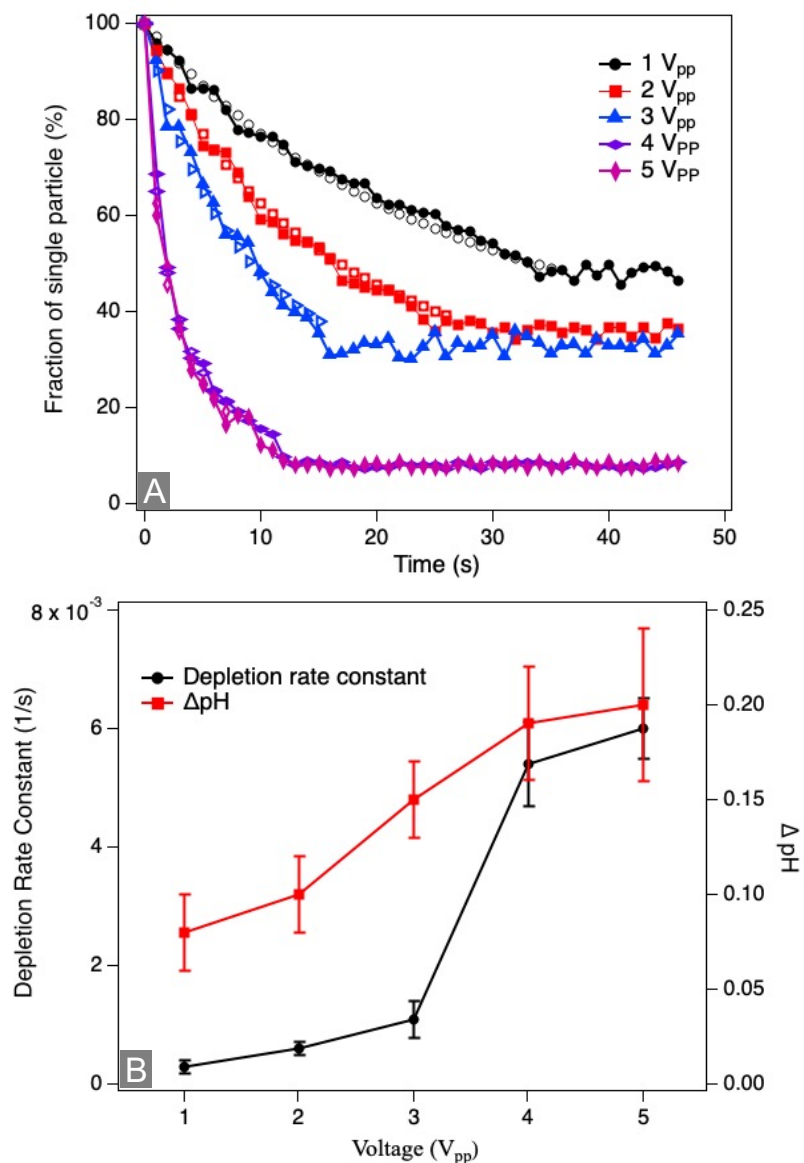 100
80
60
40
20
0
Fraction of single particle (%)
1 Vpp
2 Vpp
3 Vpp
4 VPP
5 VPP
A
0 10 20 30 40 50
Time (s)
8 x 10-3
6
4
2
0
Depletion Rate Constant (1/s)
Depletion rate constant
ΔpH
0.25
0.20
0.15
0.10
0.05
0.00
Δ pH
B
1 2 3 4 5
Voltage (Vpp)